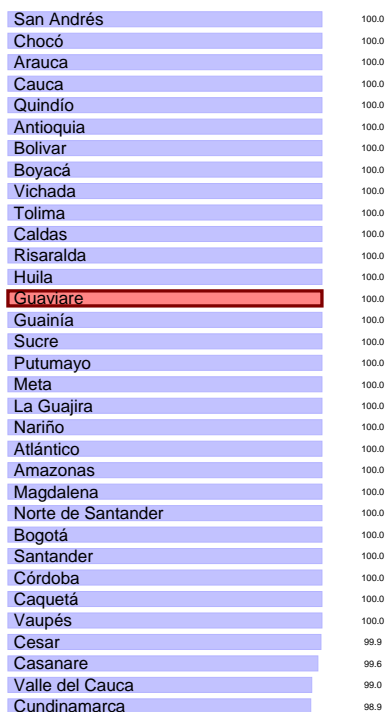 San Andrés 100.0
Chocó 100.0
Arauca 100.0
Cauca 100.0
Quindío 100.0
Antioquia 100.0
Bolivar 100.0
Boyacá 100.0
Vichada 100.0
Tolima 100.0
Caldas 100.0
Risaralda 100.0
Huila 100.0
Guaviare 100.0
Guainía 100.0
Sucre 100.0
Putumayo 100.0
Meta 100.0
La Guajira 100.0
Nariño 100.0
Atlántico 100.0
Amazonas 100.0
Magdalena 100.0
Norte de Santander 100.0
Bogotá 100.0
Santander 100.0
Córdoba 100.0
Caquetá 100.0
Vaupés 100.0
Cesar 99.9
Casanare 99.6
Valle del Cauca 99.0
Cundinamarca 98.9